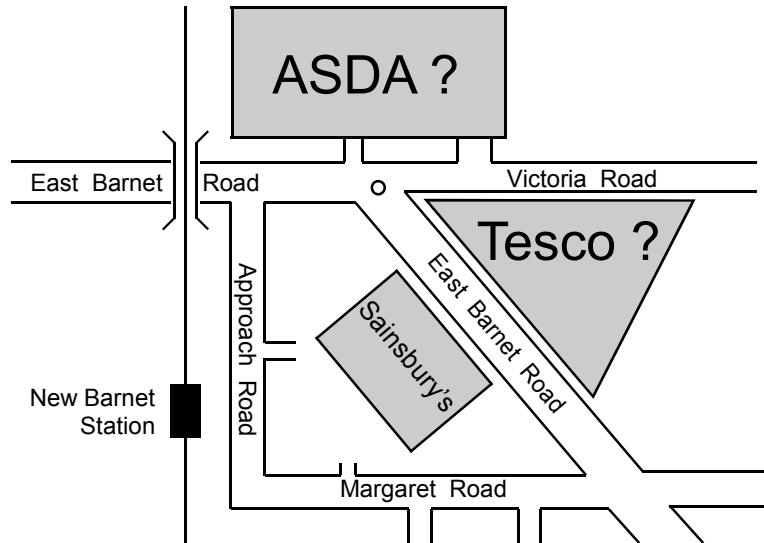 ASDA ?
East Barnet Road
Victoria Road
Tesco ?
East Barnet Road
Approach Road
Sainsbury's
New Barnet
Station
Margaret Road